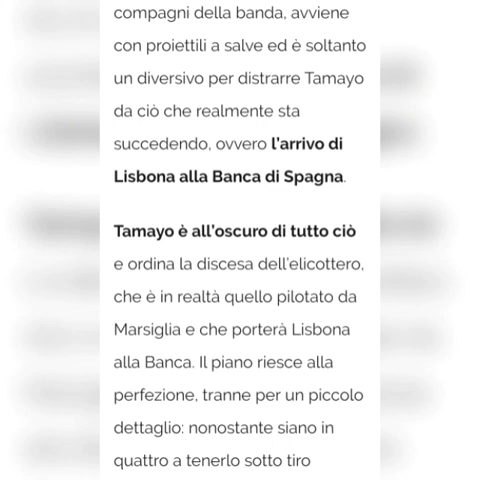 compagni della banda, avviene
con proiettili a salve ed è soltanto
un diversivo per distrarre Tamayo
da ciò che realmente sta
succedendo, ovvero l'arrivo di
Lisbona alla Banca di Spagna.
Tamayo è all'oscuro di tutto ciò
e ordina la discesa dell'elicottero,
che è in realtà quello pilotato da
Marsiglia e che porterà Lisbona
alla Banca. Il piano riesce alla
perfezione, tranne per un piccolo
dettaglio: nonostante siano in
quattro a tenerlo sotto tiro